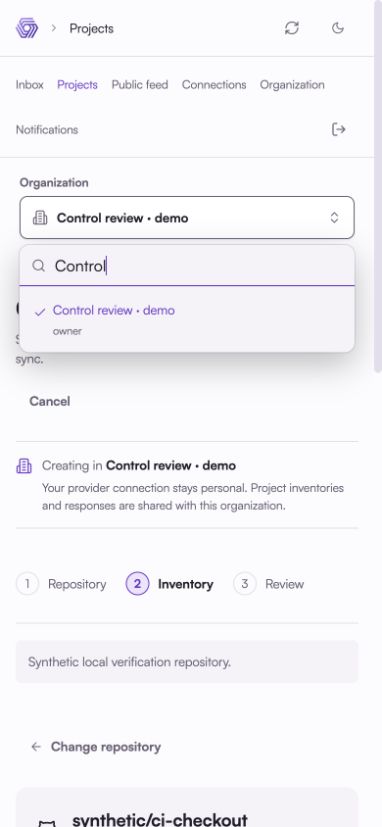 Projects
Inbox Projects Public feed Connections Organization
Notifications
Organization
Control review · demo
Control
Control review · demo
owner
sync.
Cancel
Creating in Control review · demo
Your provider connection stays personal. Project inventories
and responses are shared with this organization.
1 Repository 2 Inventory 3 Review
Synthetic local verification repository.
Change repository
synthetic/ci-checkout